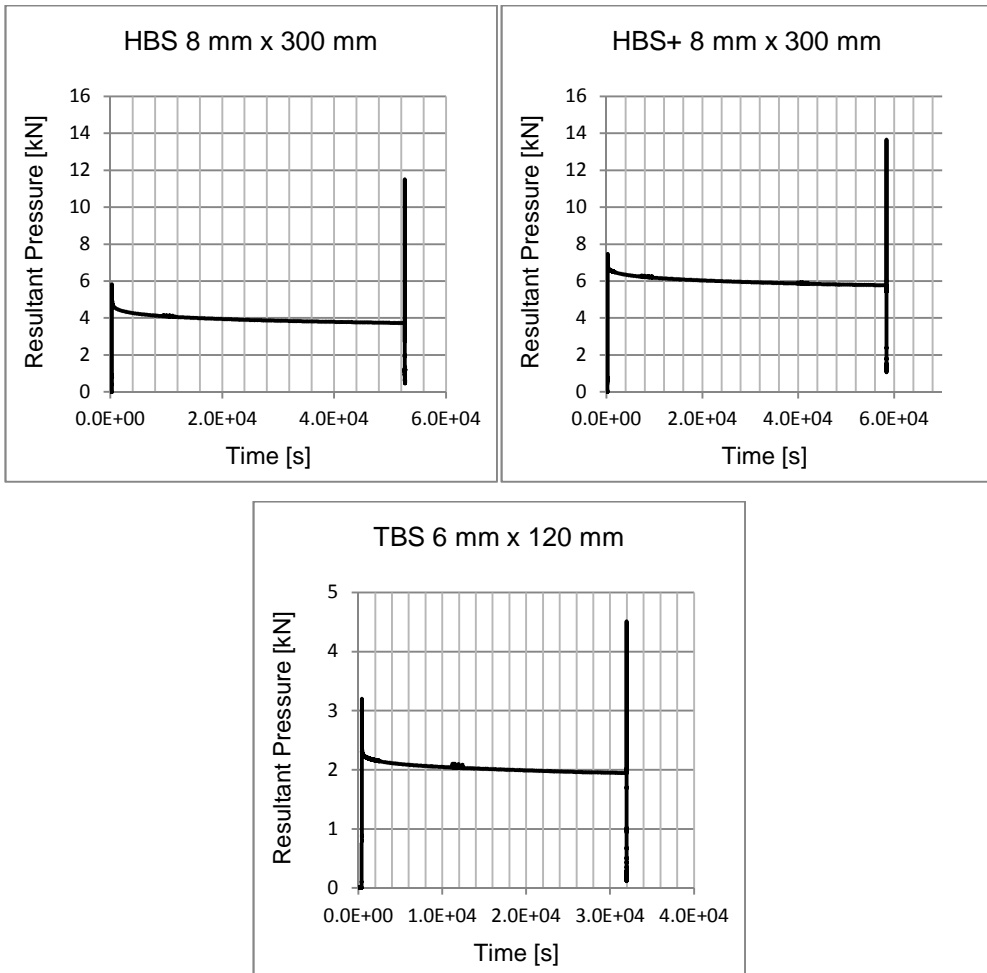 HBS 8 mm x 300 mm
Resultant Pressure [kN]
16
14
12
10
8
6
4
2
0
0.0E+00 2.0E+04 4.0E+04 6.0E+04
Time [s]
HBS+ 8 mm x 300 mm
Resultant Pressure [kN]
16
14
12
10
8
6
4
2
0
0.0E+00 2.0E+04 4.0E+04 6.0E+04
Time [s]
TBS 6 mm x 120 mm
Resultant Pressure [kN]
5
4
3
2
1
0
0.0E+00 1.0E+04 2.0E+04 3.0E+04 4.0E+04
Time [s]